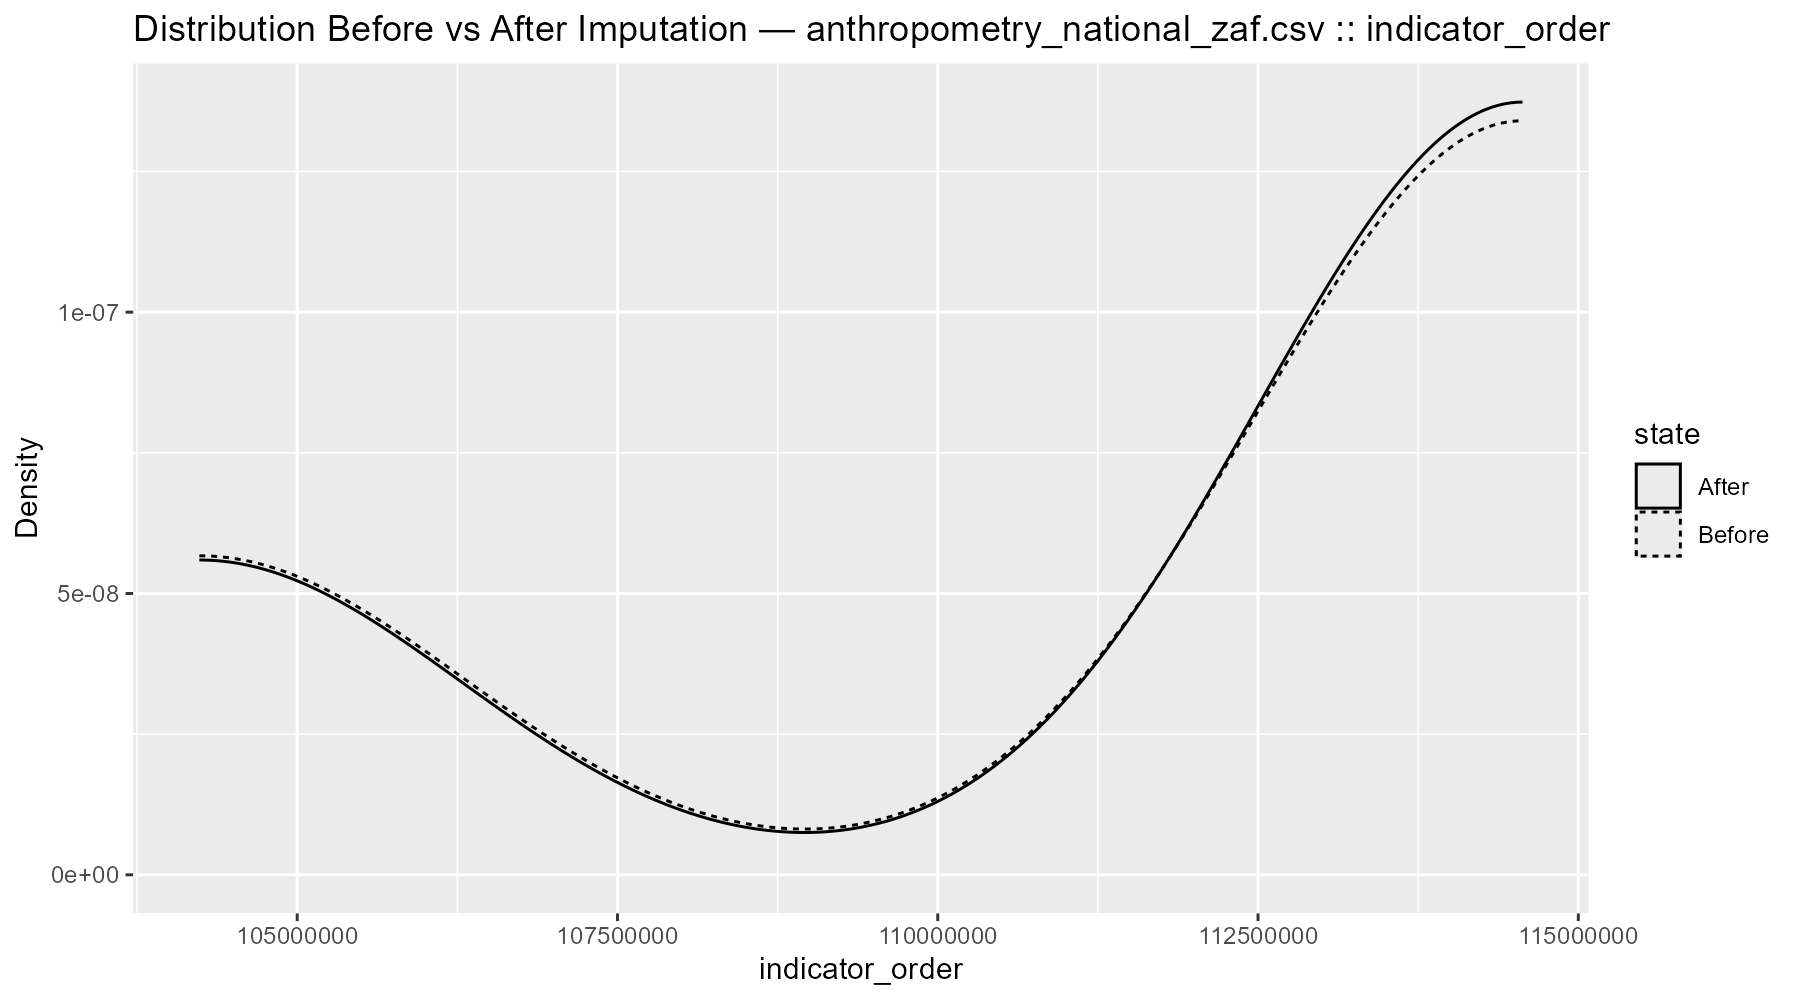 Distribution Before vs After Imputation — anthropometry_national_zaf.csv :: indicator_order
Density
1e-07
5e-08
0e+00
105000000
107500000
110000000
112500000
115000000
indicator_order
state
After
Before